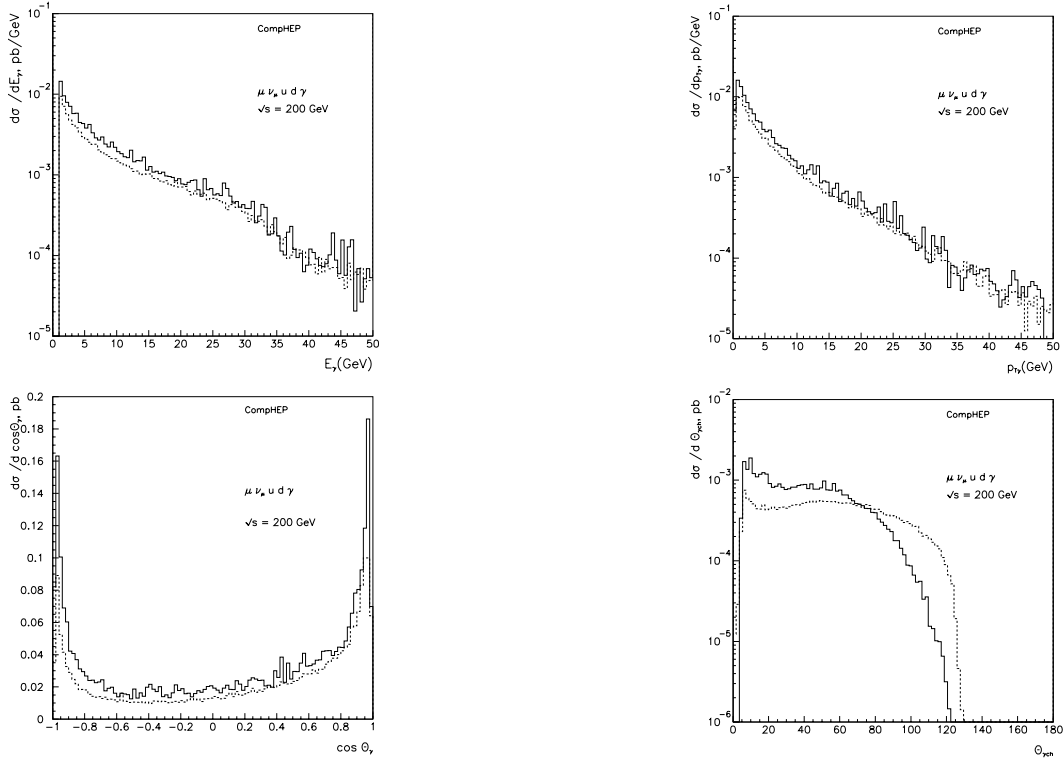 dσ/dE_γ, pb/GeV
10⁻¹
10⁻²
10⁻³
10⁻⁴
10⁻⁵
CompHEP
μ ν_μ u d γ
√s = 200 GeV
0 5 10 15 20 25 30 35 40 45 50
E_γ(GeV)
dσ/dp_Tγ, pb/GeV
10⁻¹
10⁻²
10⁻³
10⁻⁴
10⁻⁵
CompHEP
μ ν_μ u d γ
√s = 200 GeV
0 5 10 15 20 25 30 35 40 45 50
p_Tγ(GeV)
dσ/d cosΘ_γ, pb
0.2
0.18
0.16
0.14
0.12
0.1
0.08
0.06
0.04
0.02
0
CompHEP
μ ν_μ u d γ
√s = 200 GeV
-1 -0.8 -0.6 -0.4 -0.2 0 0.2 0.4 0.6 0.8 1
cos Θ_γ
dσ/d Θ_γch, pb
10⁻²
10⁻³
10⁻⁴
10⁻⁵
10⁻⁶
CompHEP
μ ν_μ u d γ
√s = 200 GeV
0 20 40 60 80 100 120 140 160 180
Θ_γch